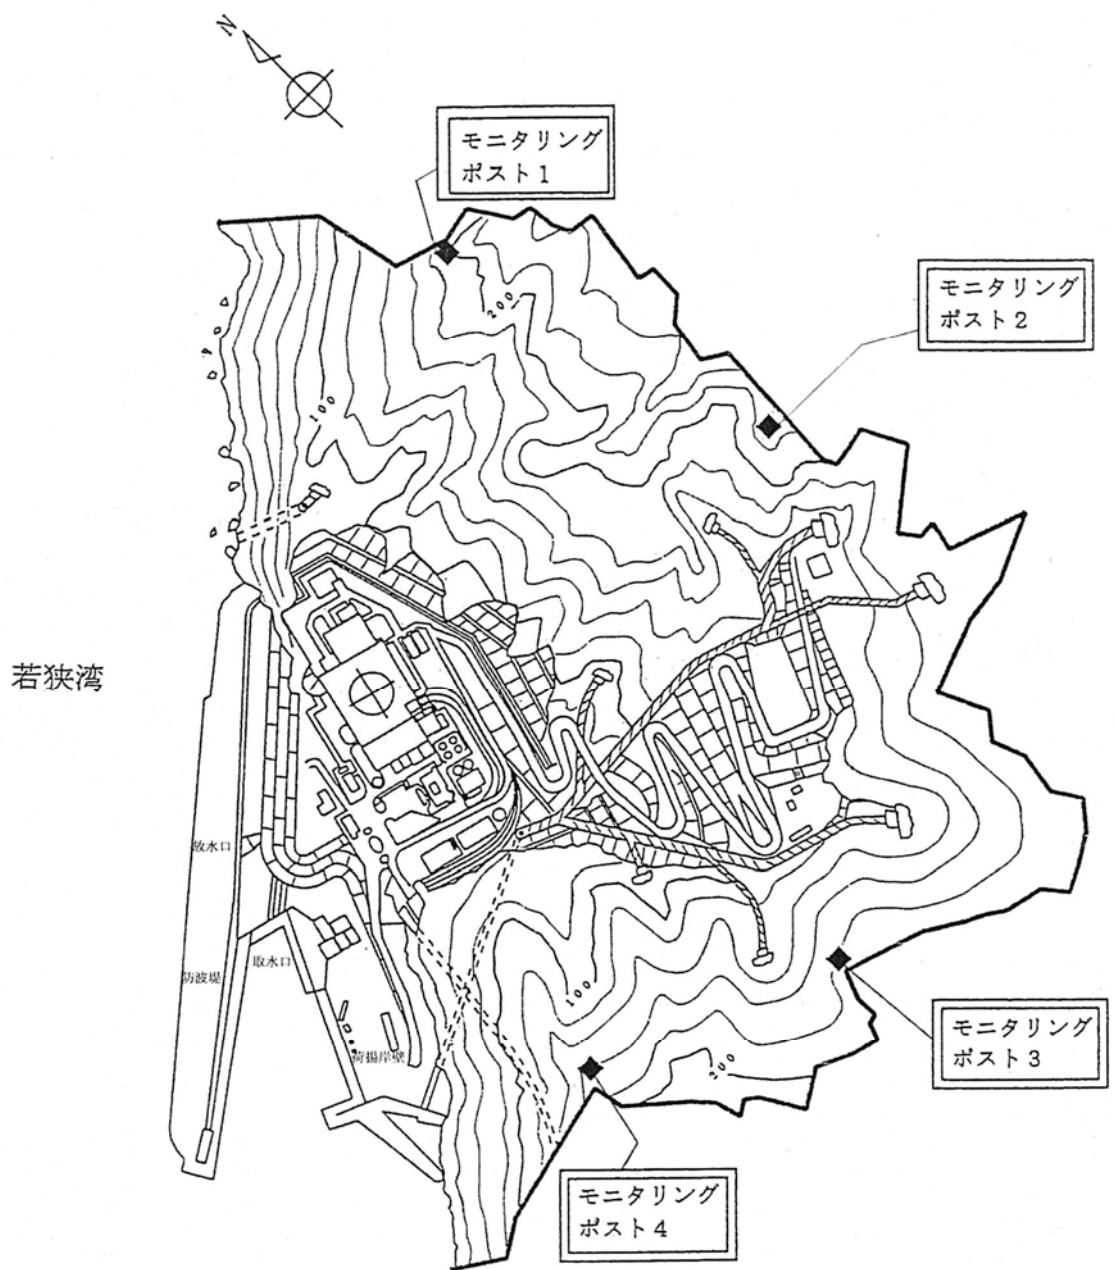 N
モニタリング
ポスト1
モニタリング
ポスト2
200
100
若狭湾
放水口
取水口
防波堤
荷揚岸壁
100
200
モニタリング
ポスト3
モニタリング
ポスト4